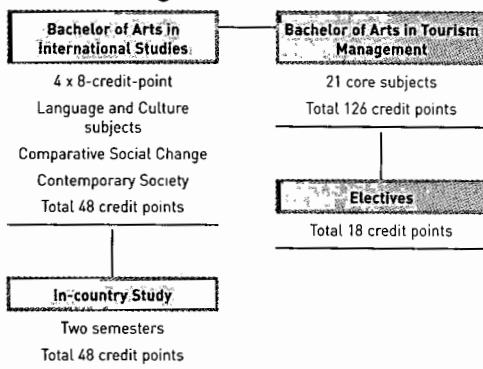 Bachelor of Arts in
International Studies
4 x 8-credit-point
Language and Culture
subjects
Comparative Social Change
Contemporary Society
Total 48 credit points
In-country Study
Two semesters
Total 48 credit points
Bachelor of Arts in Tourism
Management
21 core subjects
Total 126 credit points
Electives
Total 18 credit points